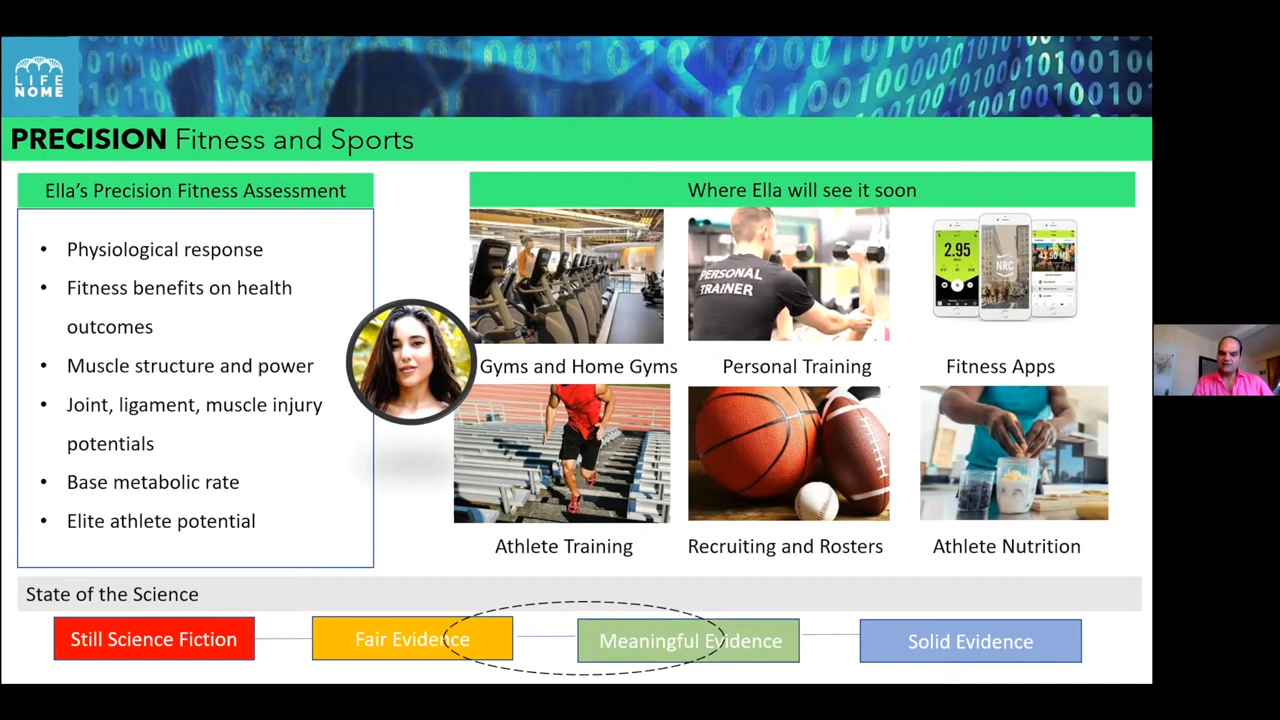 LIFE
NOME
PRECISION Fitness and Sports
Ella's Precision Fitness Assessment
• Physiological response
• Fitness benefits on health
outcomes
• Muscle structure and power
• Joint, ligament, muscle injury
potentials
• Base metabolic rate
• Elite athlete potential
Where Ella will see it soon
PERSONAL
TRAINER
2.95
NRC
Gyms and Home Gyms
Personal Training
Fitness Apps
Athlete Training
Recruiting and Rosters
Athlete Nutrition
State of the Science
Still Science Fiction
Fair Evidence
Meaningful Evidence
Solid Evidence